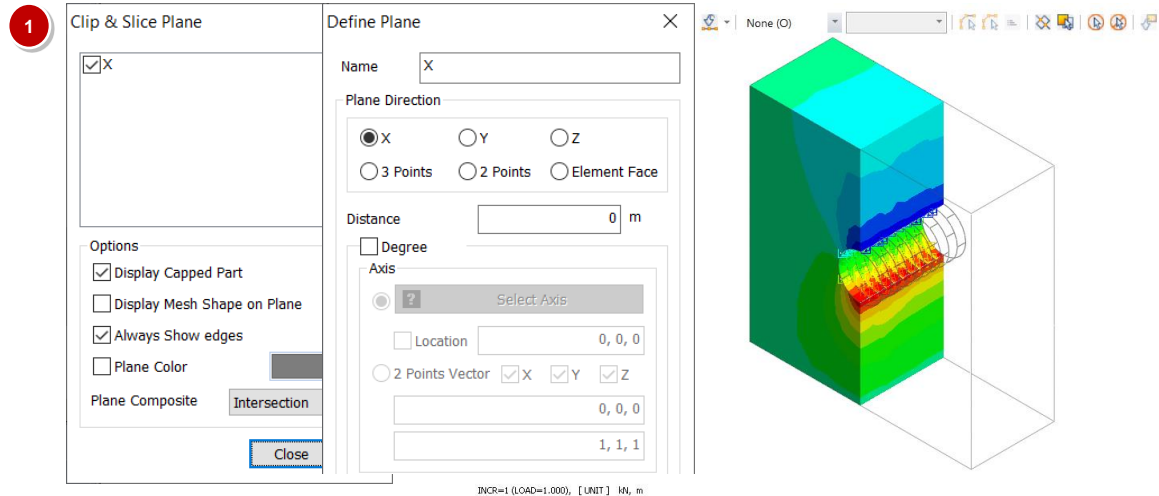 1
Clip & Slice Plane
X
Options
Display Capped Part
Display Mesh Shape on Plane
Always Show edges
Plane Color
Plane Composite
Intersection
Close
Define Plane
Name
X
Plane Direction
X Y Z
3 Points 2 Points Element Face
Distance 0 m
Degree
Axis
? Select Axis
Location 0, 0, 0
2 Points Vector X Y Z
0, 0, 0
1, 1, 1
None (O)
INCR=1 (LOAD=1.000), [ UNIT ] kN, m